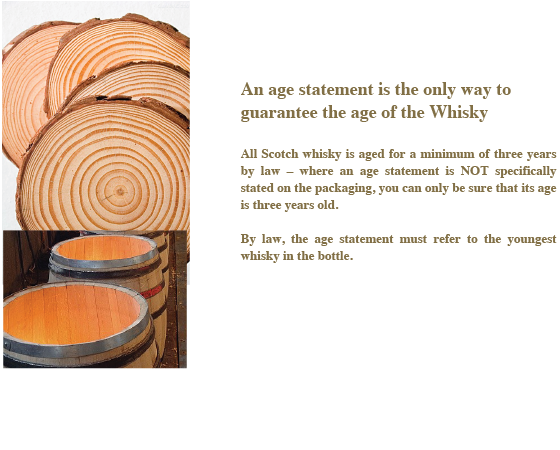 An age statement is the only way to
guarantee the age of the Whisky
All Scotch whisky is aged for a minimum of three years
by law – where an age statement is NOT specifically
stated on the packaging, you can only be sure that its age
is three years old.
By law, the age statement must refer to the youngest
whisky in the bottle.